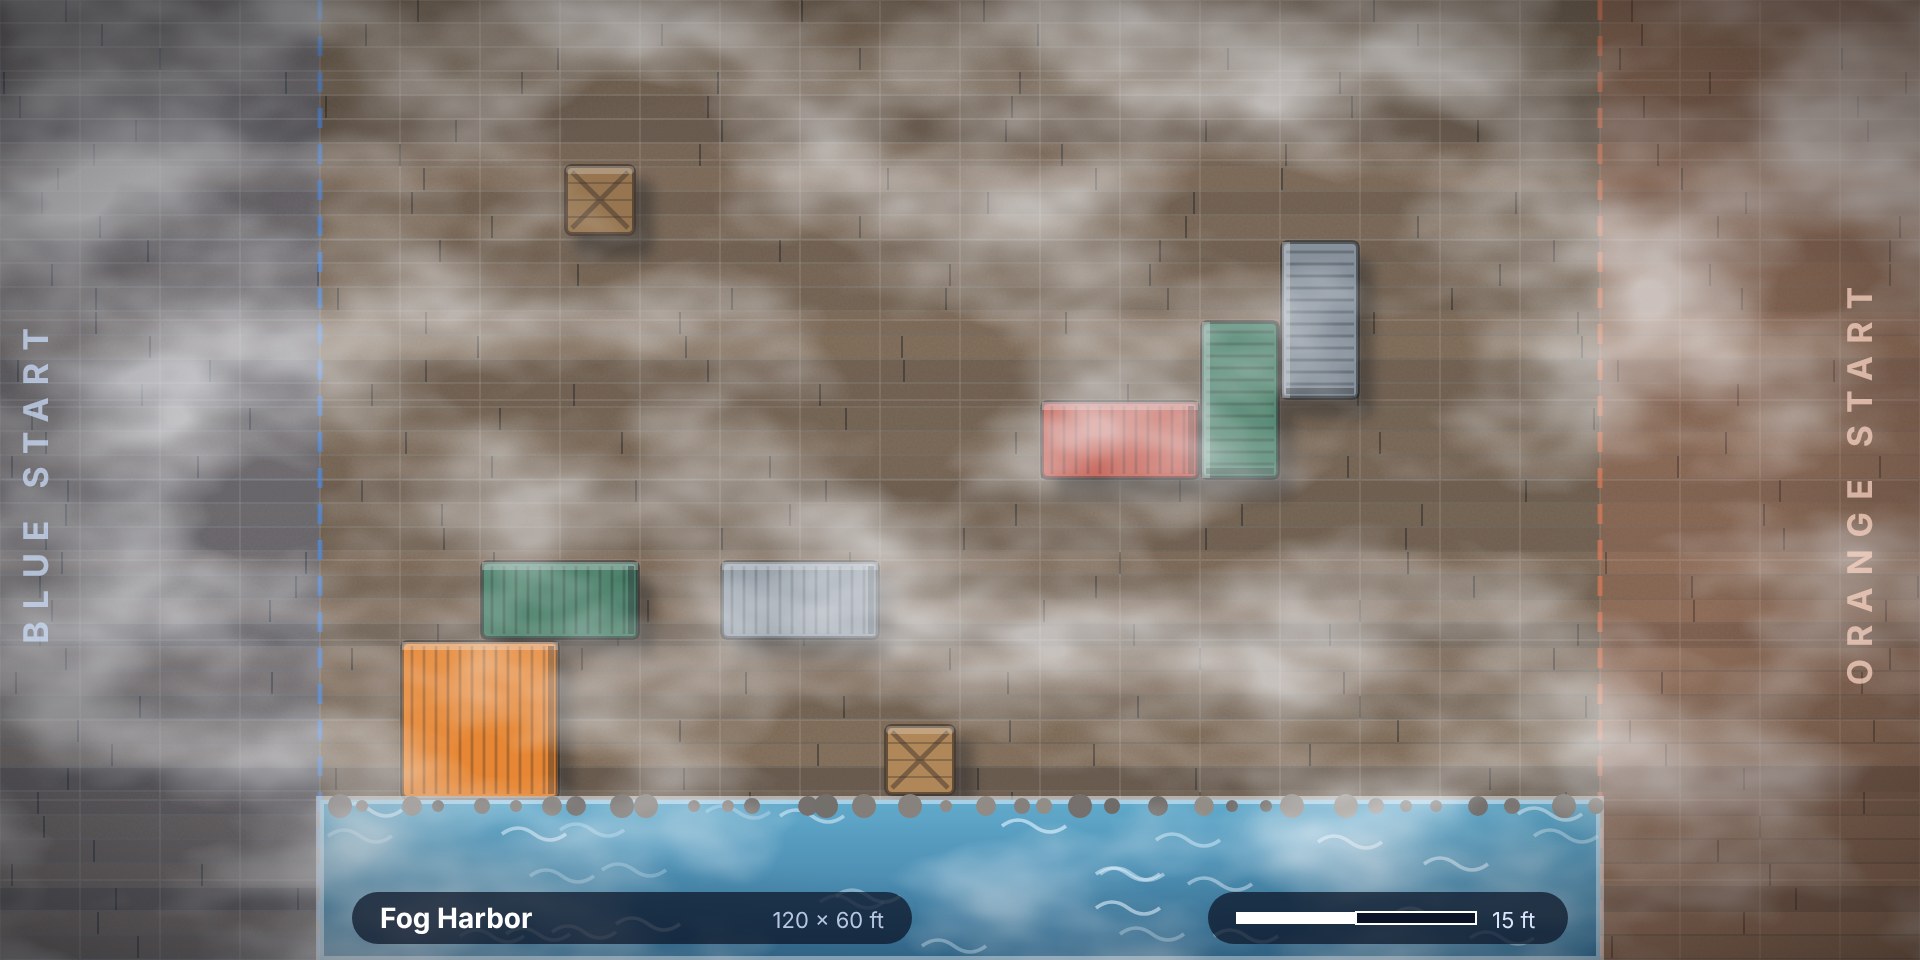 BLUE START
ORANGE START
Fog Harbor
120 × 60 ft
15 ft